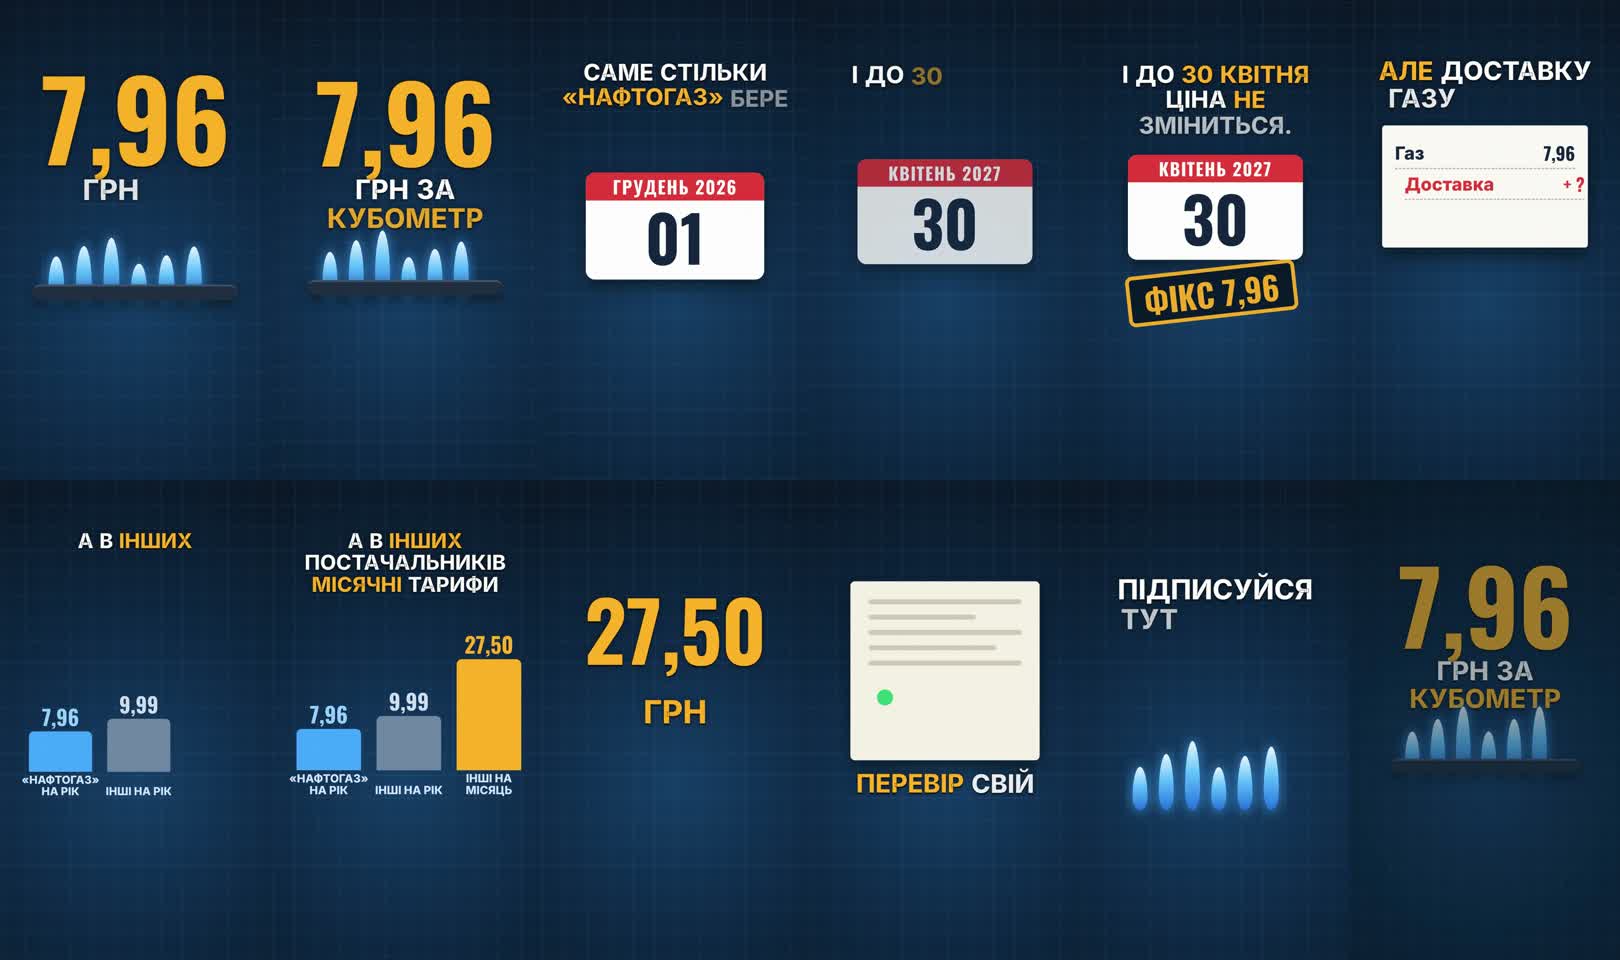 7,96
ГРН
7,96
ГРН ЗА
КУБОМЕТР
САМЕ СТІЛЬКИ
«НАФТОГАЗ» БЕРЕ
ГРУДЕНЬ 2026
01
І ДО 30
КВІТЕНЬ 2027
30
І ДО 30 КВІТНЯ
ЦІНА НЕ
ЗМІНИТЬСЯ.
КВІТЕНЬ 2027
30
ФІКС 7,96
АЛЕ ДОСТАВКУ
ГАЗУ
Газ 7,96
Доставка + ?
А В ІНШИХ
7,96
9,99
«НАФТОГАЗ»
НА РІК
ІНШІ НА РІК
А В ІНШИХ
ПОСТАЧАЛЬНИКІВ
МІСЯЧНІ ТАРИФИ
7,96
9,99
27,50
«НАФТОГАЗ»
НА РІК
ІНШІ НА РІК
ІНШІ НА
МІСЯЦЬ
27,50
ГРН
ПЕРЕВІР СВІЙ
ПІДПИСУЙСЯ
ТУТ
7,96
ГРН ЗА
КУБОМЕТР